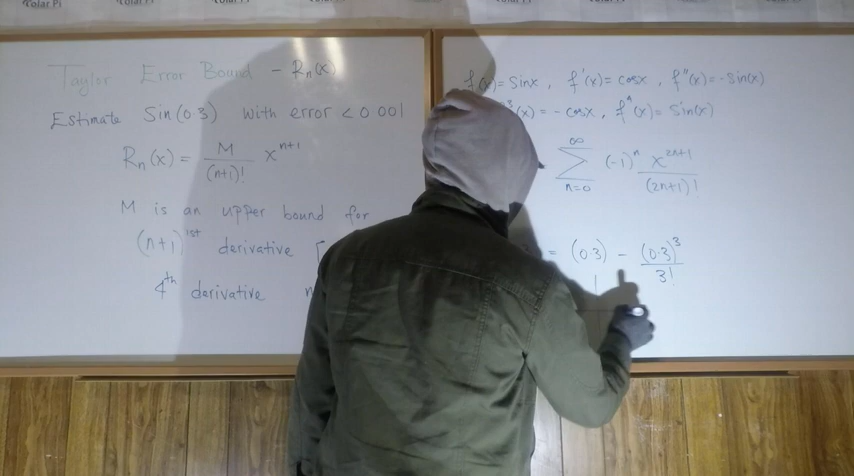 Taylor Error Bound - Rₙ(x)
Estimate Sin(0.3) with error < 0.001
Rₙ(x) = M/(n+1)! xⁿ⁺¹
M is an upper bound for
(n+1)ˢᵗ derivative
4ᵗʰ derivative
f(x) = Sinx, f'(x) = cosx, f''(x) = -Sin(x)
(x) = - cosx, f⁴(x) = Sin(x)
∞ ∑ n=0 (-1)ⁿ x²ⁿ⁺¹/(2n+1)!
= (0.3) - (0.3)³/3!